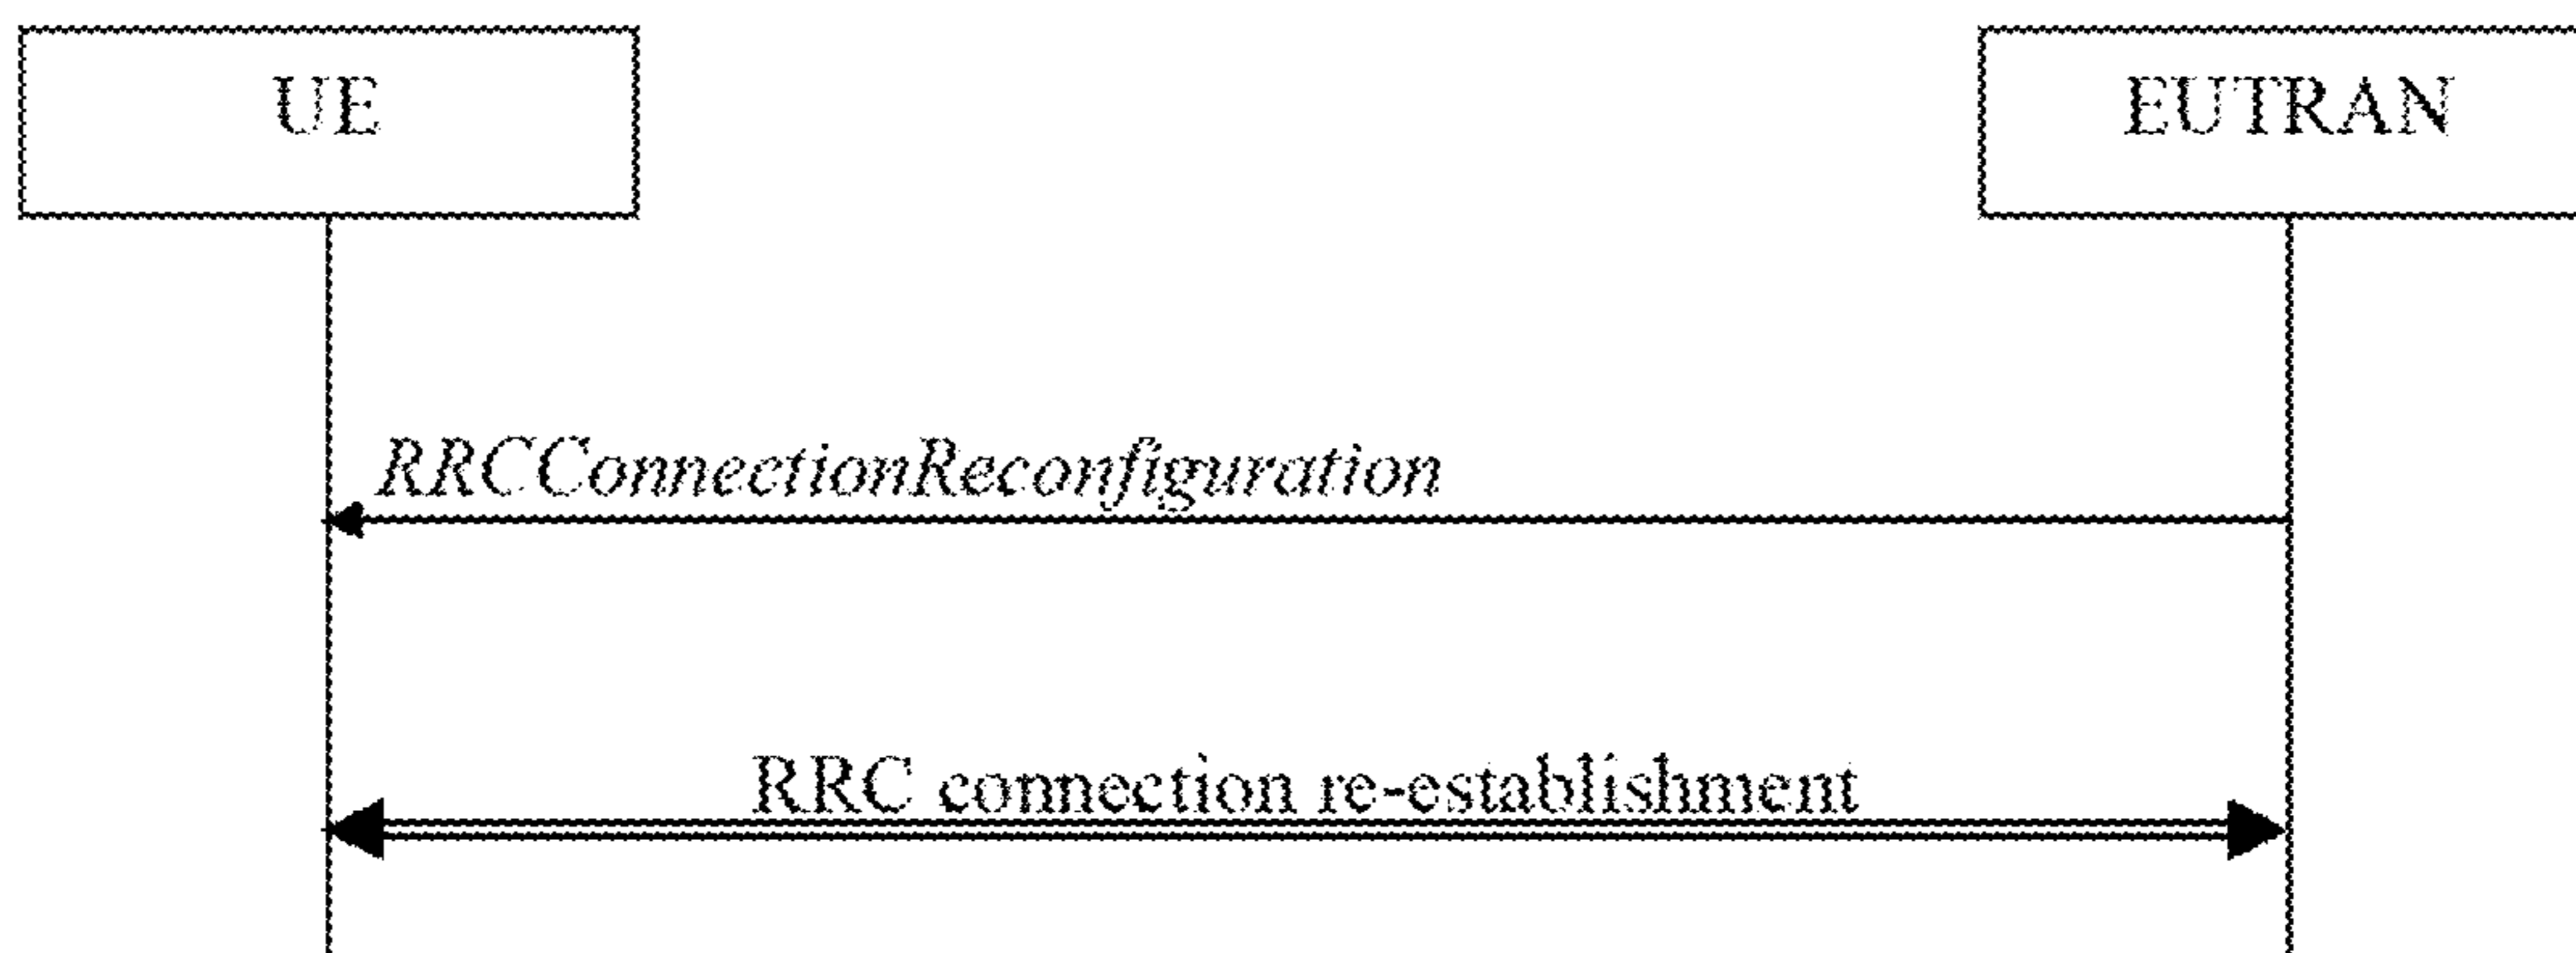 UE
EUTRAN
RRCConnectionReconfiguration
RRC connection re-establishment